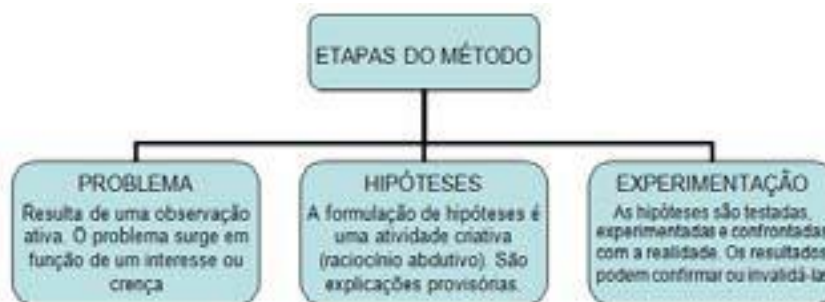 ETAPAS DO MÉTODO
PROBLEMA
Resulta de uma observação
ativa. O problema surge em
função de um interesse ou
crença
HIPÓTESES
A formulação de hipóteses é
uma atividade criativa
(raciocínio abdutivo). São
explicações provisórias.
EXPERIMENTAÇÃO
As hipóteses são testadas,
experimentadas e confrontadas
com a realidade. Os resultados
podem confirmar ou invalidá-las